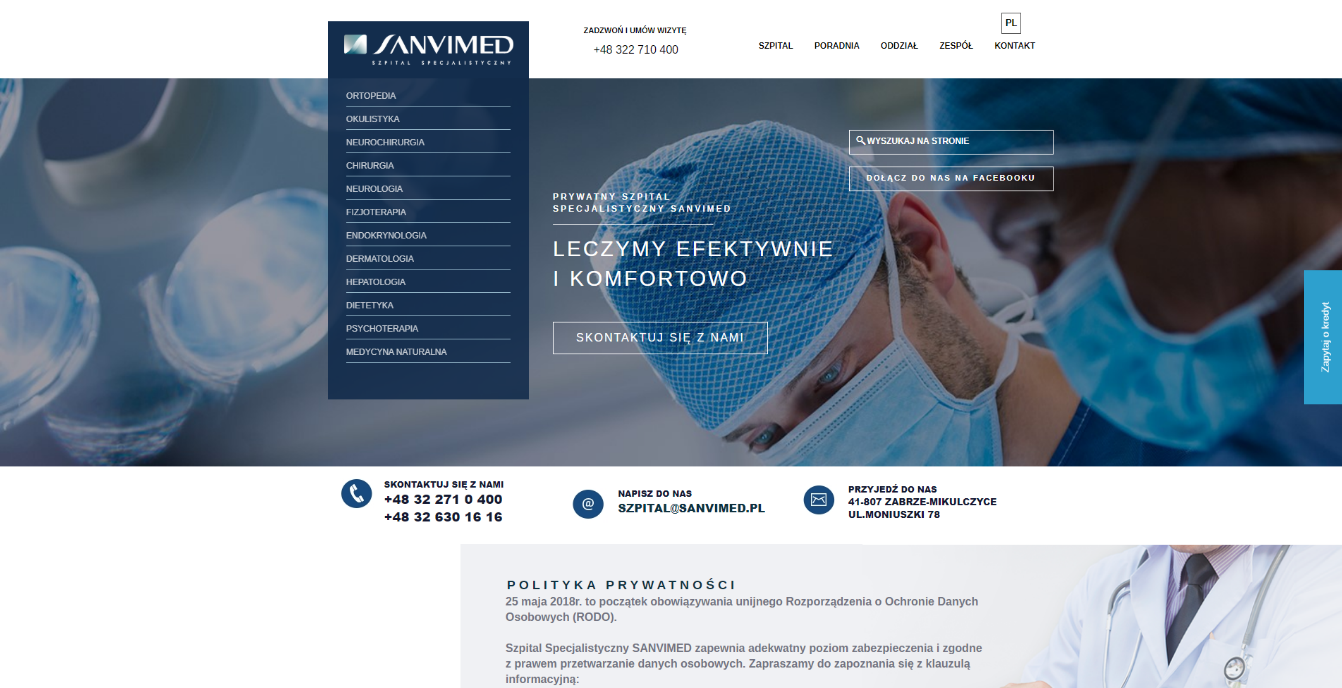 PL
ZADZWOŃ I UMÓW WIZYTĘ
+48 322 710 400
SZPITAL PORADNIA ODDZIAŁ ZESPÓŁ KONTAKT
SANVIMED
SZPITAL SPECJALISTYCZNY
ORTOPEDIA
OKULISTYKA
NEUROCHIRURGIA
CHIRURGIA
NEUROLOGIA
FIZJOTERAPIA
ENDOKRYNOLOGIA
DERMATOLOGIA
HEPATOLOGIA
DIETETYKA
PSYCHOTERAPIA
MEDYCYNA NATURALNA
WYSZUKAJ NA STRONIE
DOŁĄCZ DO NAS NA FACEBOOKU
PRYWATNY SZPITAL
SPECJALISTYCZNY SANVIMED
LECZYMY EFEKTYWNIE
I KOMFORTOWO
SKONTAKTUJ SIĘ Z NAMI
Zapytaj o kredyt
SKONTAKTUJ SIĘ Z NAMI
+48 32 271 0 400
+48 32 630 16 16
@
NAPISZ DO NAS
SZPITAL@SANVIMED.PL
PRZYJEDŹ DO NAS
41-807 ZABRZE-MIKULCZYCE
UL.MONIUSZKI 78
POLITYKA PRYWATNOŚCI
25 maja 2018r. to początek obowiązywania unijnego Rozporządzenia o Ochronie Danych
Osobowych (RODO).
Szpital Specjalistyczny SANVIMED zapewnia adekwatny poziom zabezpieczenia i zgodne
z prawem przetwarzanie danych osobowych. Zapraszamy do zapoznania się z klauzulą
informacyjną: